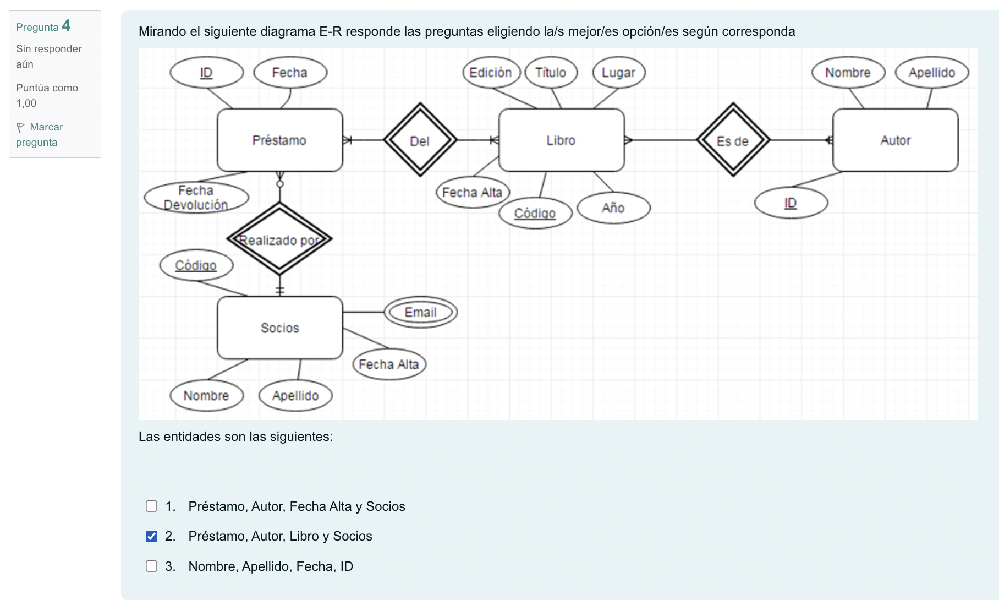 Pregunta 4
Sin responder
aún
Puntúa como
1,00
Marcar
pregunta
Mirando el siguiente diagrama E-R responde las preguntas eligiendo la/s mejor/es opción/es según corresponda
ID
Fecha
Edición
Título
Lugar
Nombre
Apellido
Préstamo
Del
Libro
Es de
Autor
Fecha
Devolución
Fecha Alta
Código
Año
ID
Realizado por
Código
Socios
Email
Fecha Alta
Nombre
Apellido
Las entidades son las siguientes:
1. Préstamo, Autor, Fecha Alta y Socios
2. Préstamo, Autor, Libro y Socios
3. Nombre, Apellido, Fecha, ID